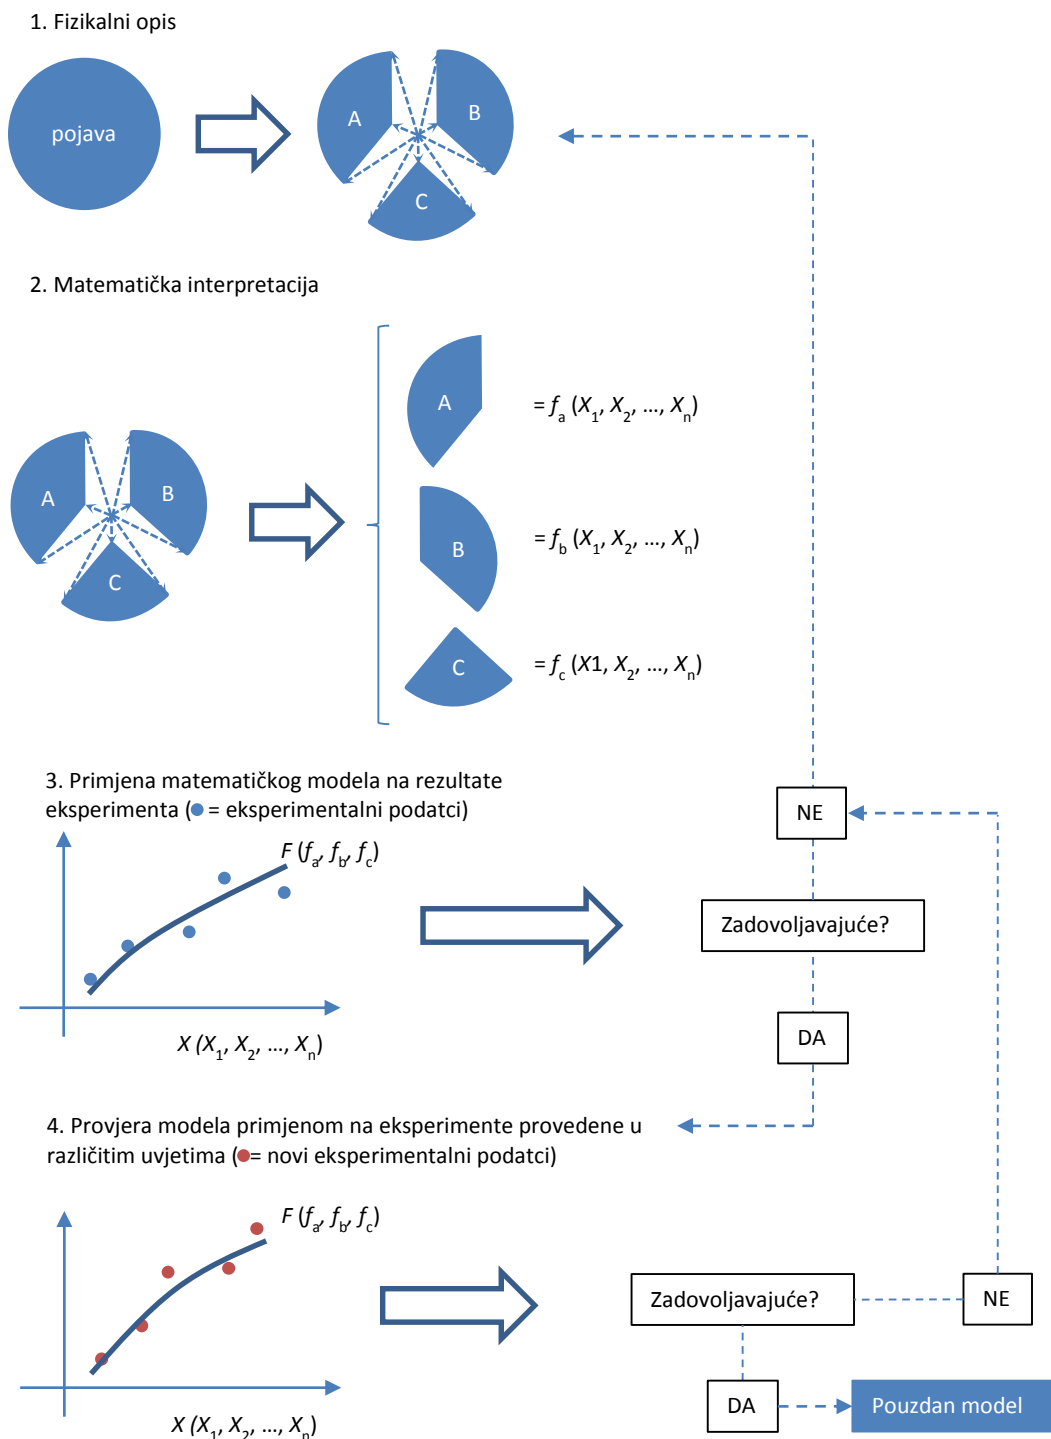 1. Fizikalni opis
pojava
A
B
C
2. Matematička interpretacija
A
= fa (X1, X2, ..., Xn)
A
B
C
B
= fb (X1, X2, ..., Xn)
C
= fc (X1, X2, ..., Xn)
3. Primjena matematičkog modela na rezultate
eksperimenta (● = eksperimentalni podatci)
NE
F (fa, fb, fc)
Zadovoljavajuće?
X (X1, X2, ..., Xn)
DA
4. Provjera modela primjenom na eksperimente provedene u
različitim uvjetima (●= novi eksperimentalni podatci)
F (fa, fb, fc)
Zadovoljavajuće?
NE
DA
Pouzdan model
X (X1, X2, ..., Xn)